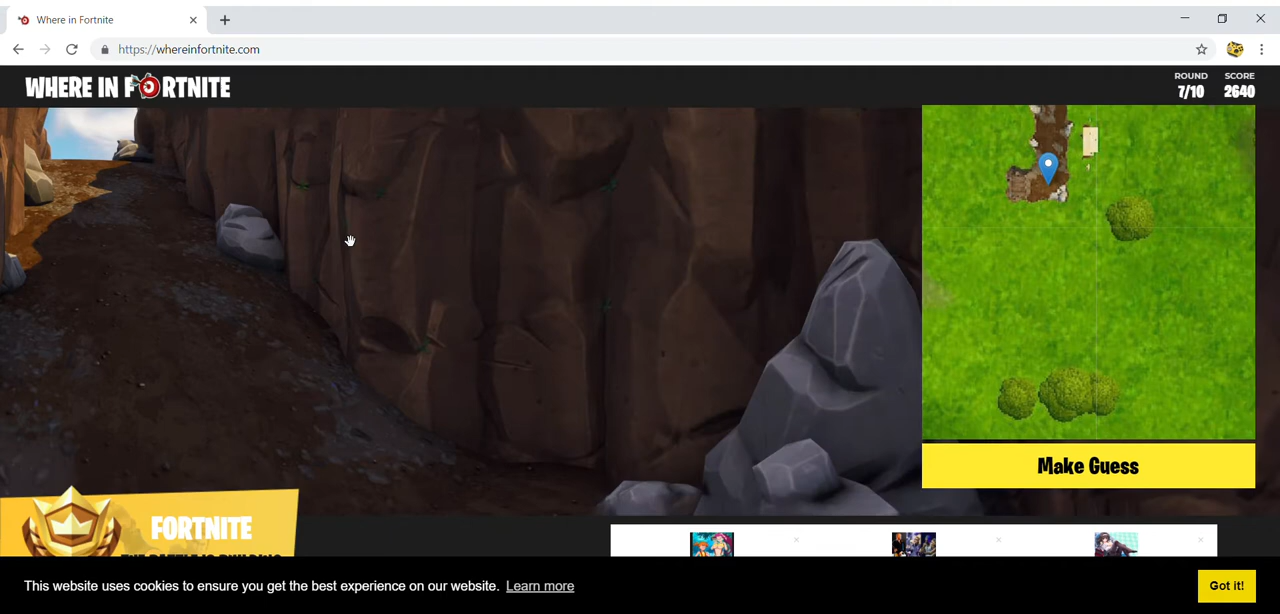 Where in Fortnite
https://whereinfortnite.com
WHERE IN FORTNITE
ROUND SCORE
7/10 2640
Make Guess
FORTNITE
This website uses cookies to ensure you get the best experience on our website. Learn more
Got it!